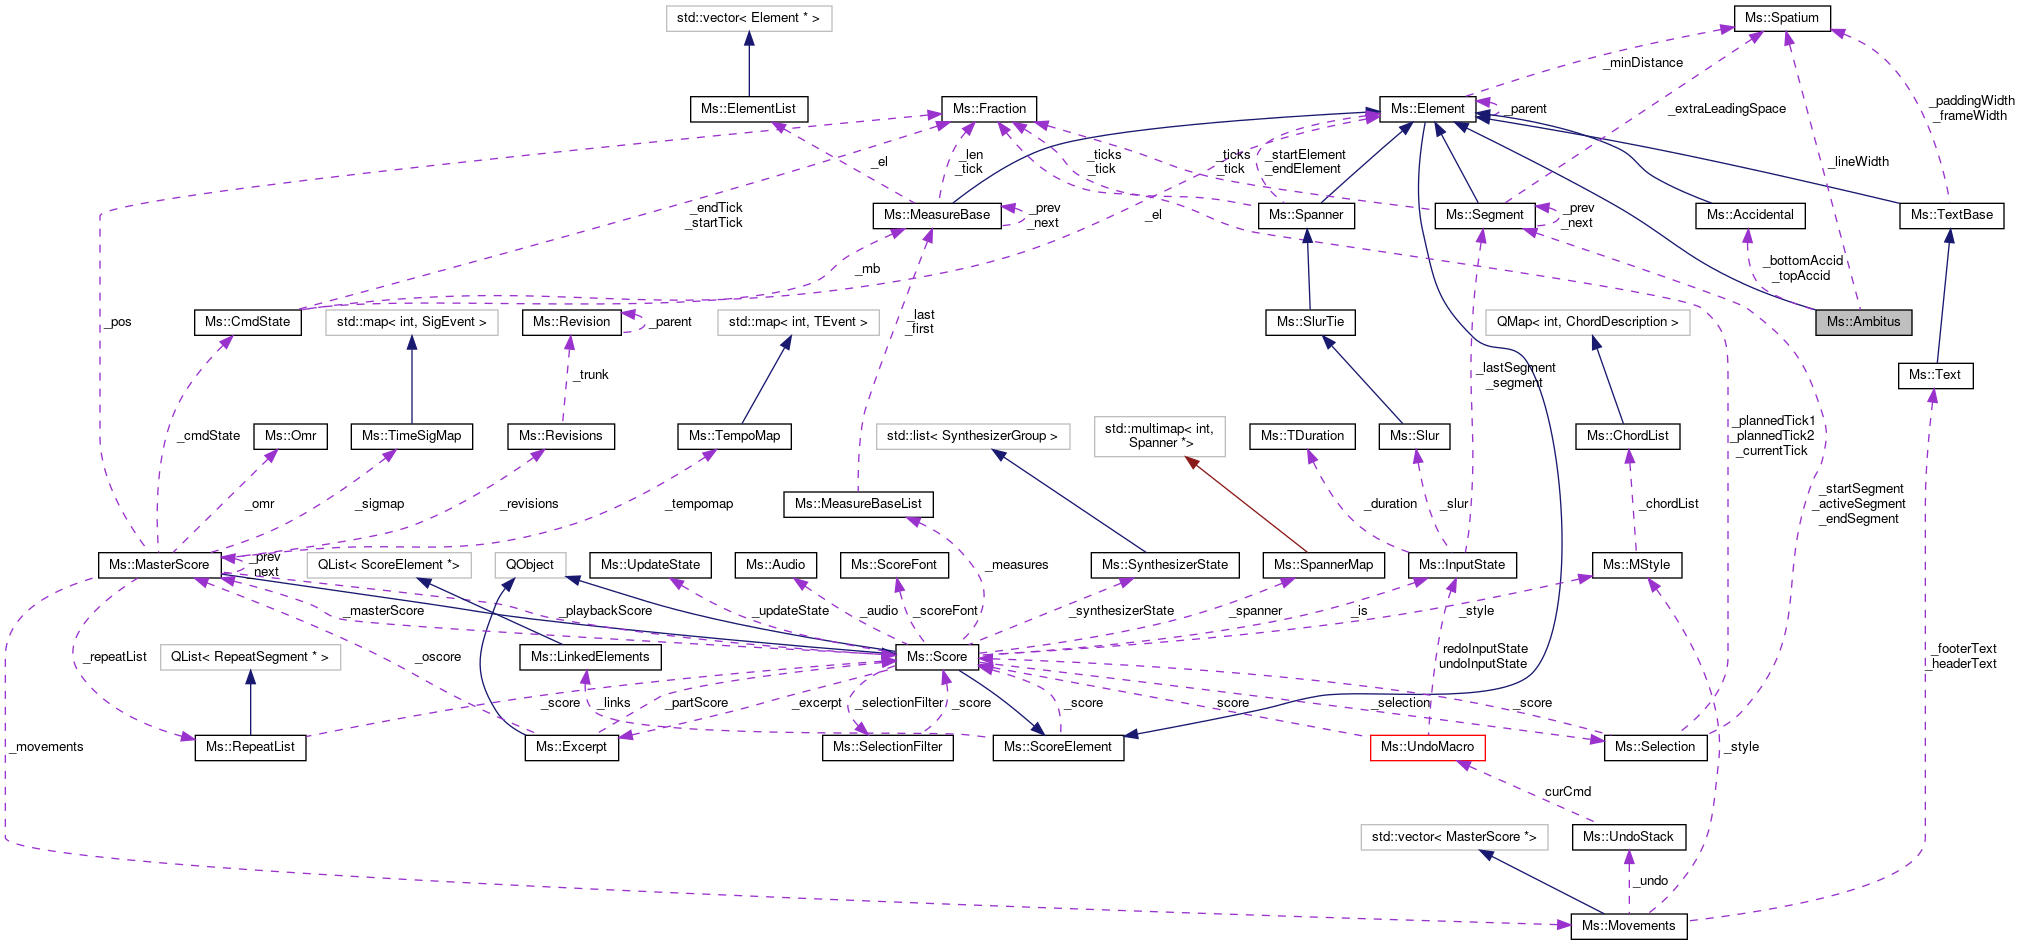 std::vector< Element * >
Ms::Spatium
_minDistance
Ms::ElementList
Ms::Fraction
Ms::Element
_parent
_extraLeadingSpace
_paddingWidth
_frameWidth
_el
_len
_tick
_ticks
_tick
_ticks
_tick
_startElement
_endElement
_lineWidth
_endTick
_startTick
Ms::MeasureBase
_prev
_next
_el
Ms::Spanner
Ms::Segment
_prev
_next
Ms::Accidental
Ms::TextBase
_mb
_bottomAccid
_topAccid
_pos
Ms::CmdState
std::map< int, SigEvent >
Ms::Revision
_parent
std::map< int, TEvent >
_last
_first
Ms::SlurTie
QMap< int, ChordDescription >
Ms::Ambitus
_trunk
_lastSegment
_segment
Ms::Text
_cmdState
Ms::Omr
Ms::TimeSigMap
Ms::Revisions
Ms::TempoMap
std::list< SynthesizerGroup >
std::multimap< int,
Spanner *>
Ms::TDuration
Ms::Slur
Ms::ChordList
_plannedTick1
_plannedTick2
_currentTick
_omr
_sigmap
_revisions
_tempomap
Ms::MeasureBaseList
_duration
_slur
_chordList
_startSegment
_activeSegment
_endSegment
Ms::MasterScore
_prev
_next
QList< ScoreElement *>
QObject
Ms::UpdateState
Ms::Audio
Ms::ScoreFont
_measures
Ms::SynthesizerState
Ms::SpannerMap
Ms::InputState
Ms::MStyle
_masterScore
_playbackScore
_updateState
_audio
_scoreFont
_synthesizerState
_spanner
_is
_style
_repeatList
QList< RepeatSegment * >
_oscore
Ms::LinkedElements
Ms::Score
redoInputState
undoInputState
_footerText
_headerText
_score
_links
_partScore
_excerpt
_selectionFilter
_score
_score
score
_selection
_score
_movements
Ms::RepeatList
Ms::Excerpt
Ms::SelectionFilter
Ms::ScoreElement
Ms::UndoMacro
Ms::Selection
_style
curCmd
std::vector< MasterScore *>
Ms::UndoStack
_undo
Ms::Movements